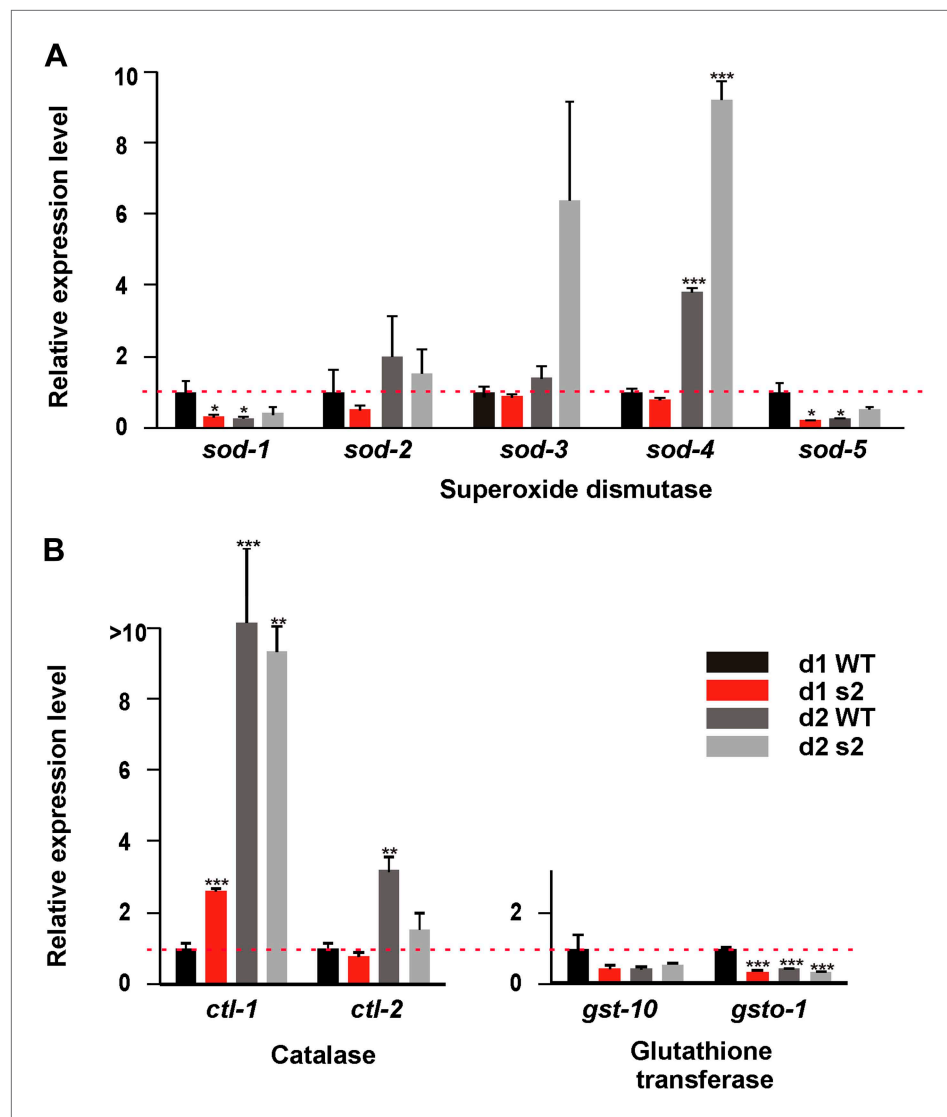 A
Relative expression level
10
8
6
4
2
0
***
***
*
*
*
*
sod-1 sod-2 sod-3 sod-4 sod-5
Superoxide dismutase
B
Relative expression level
>10
8
6
4
2
0
***
***
**
**
d1 WT
d1 s2
d2 WT
d2 s2
2
0
*** *** ***
ctl-1 ctl-2 gst-10 gsto-1
Catalase
Glutathione
transferase